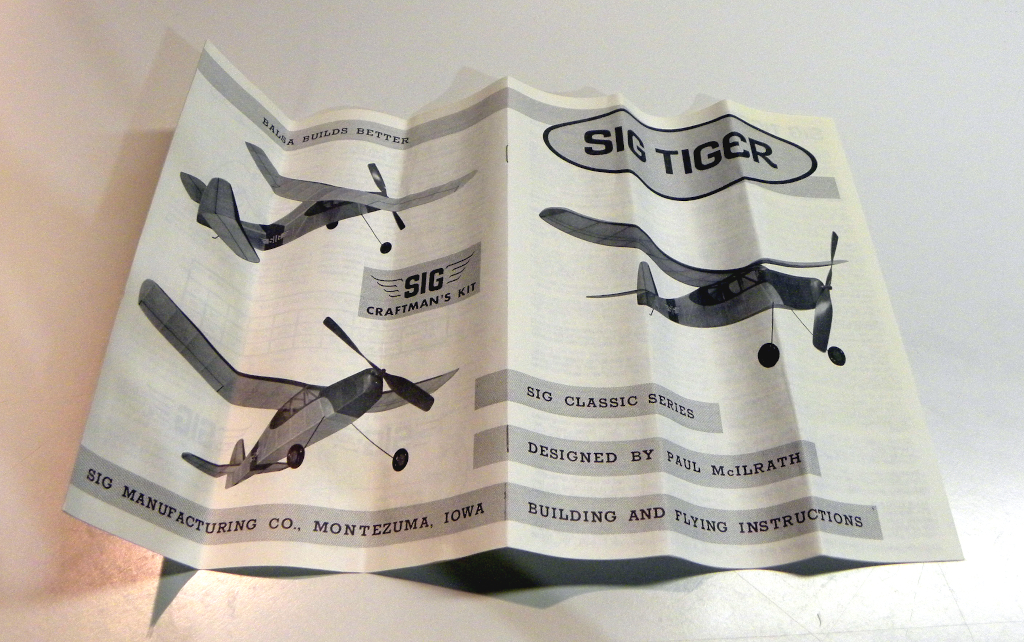 BALSA BUILDS BETTER
SIG
SIG
CRAFTMAN'S KIT
SIG MANUFACTURING CO., MONTEZUMA, IOWA
SIG TIGER
SIG CLASSIC SERIES
DESIGNED BY PAUL McILRATH
BUILDING AND FLYING INSTRUCTIONS